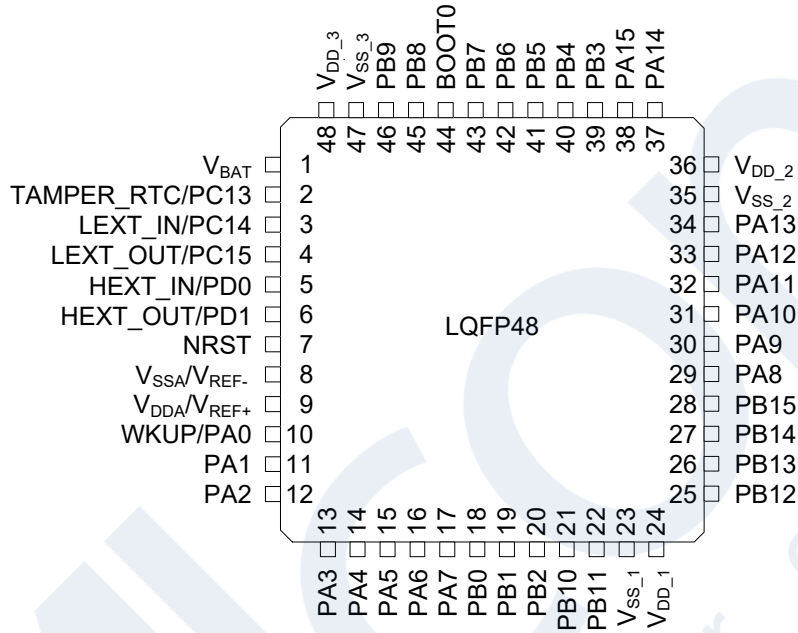 VDD_3
VSS_3
PB9
PB8
BOOT0
PB7
PB6
PB5
PB4
PB3
PA15
PA14
48
47
46
45
44
43
42
41
40
39
38
37
VBAT 1
TAMPER_RTC/PC13 2
LEXT_IN/PC14 3
LEXT_OUT/PC15 4
HEXT_IN/PD0 5
HEXT_OUT/PD1 6
NRST 7
VSSA/VREF- 8
VDDA/VREF+ 9
WKUP/PA0 10
PA1 11
PA2 12
LQFP48
36 VDD_2
35 VSS_2
34 PA13
33 PA12
32 PA11
31 PA10
30 PA9
29 PA8
28 PB15
27 PB14
26 PB13
25 PB12
13
14
15
16
17
18
19
20
21
22
23
24
PA3
PA4
PA5
PA6
PA7
PB0
PB1
PB2
PB10
PB11
VSS_1
VDD_1